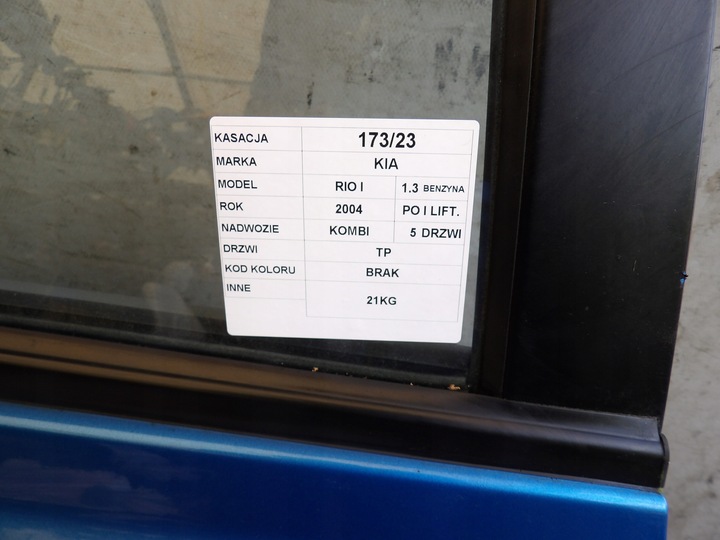 KASACJA 173/23
MARKA KIA
MODEL RIO I 1.3 BENZYNA
ROK 2004 PO I LIFT.
NADWOZIE KOMBI 5 DRZWI
DRZWI TP
KOD KOLORU BRAK
INNE 21KG